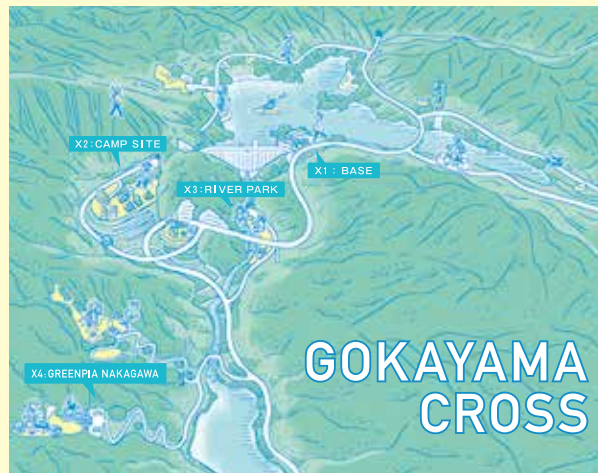 X2:CAMP SITE
X1: BASE
X3:RIVER PARK
X4:GREENPIA NAKAGAWA
GOKAYAMA
CROSS